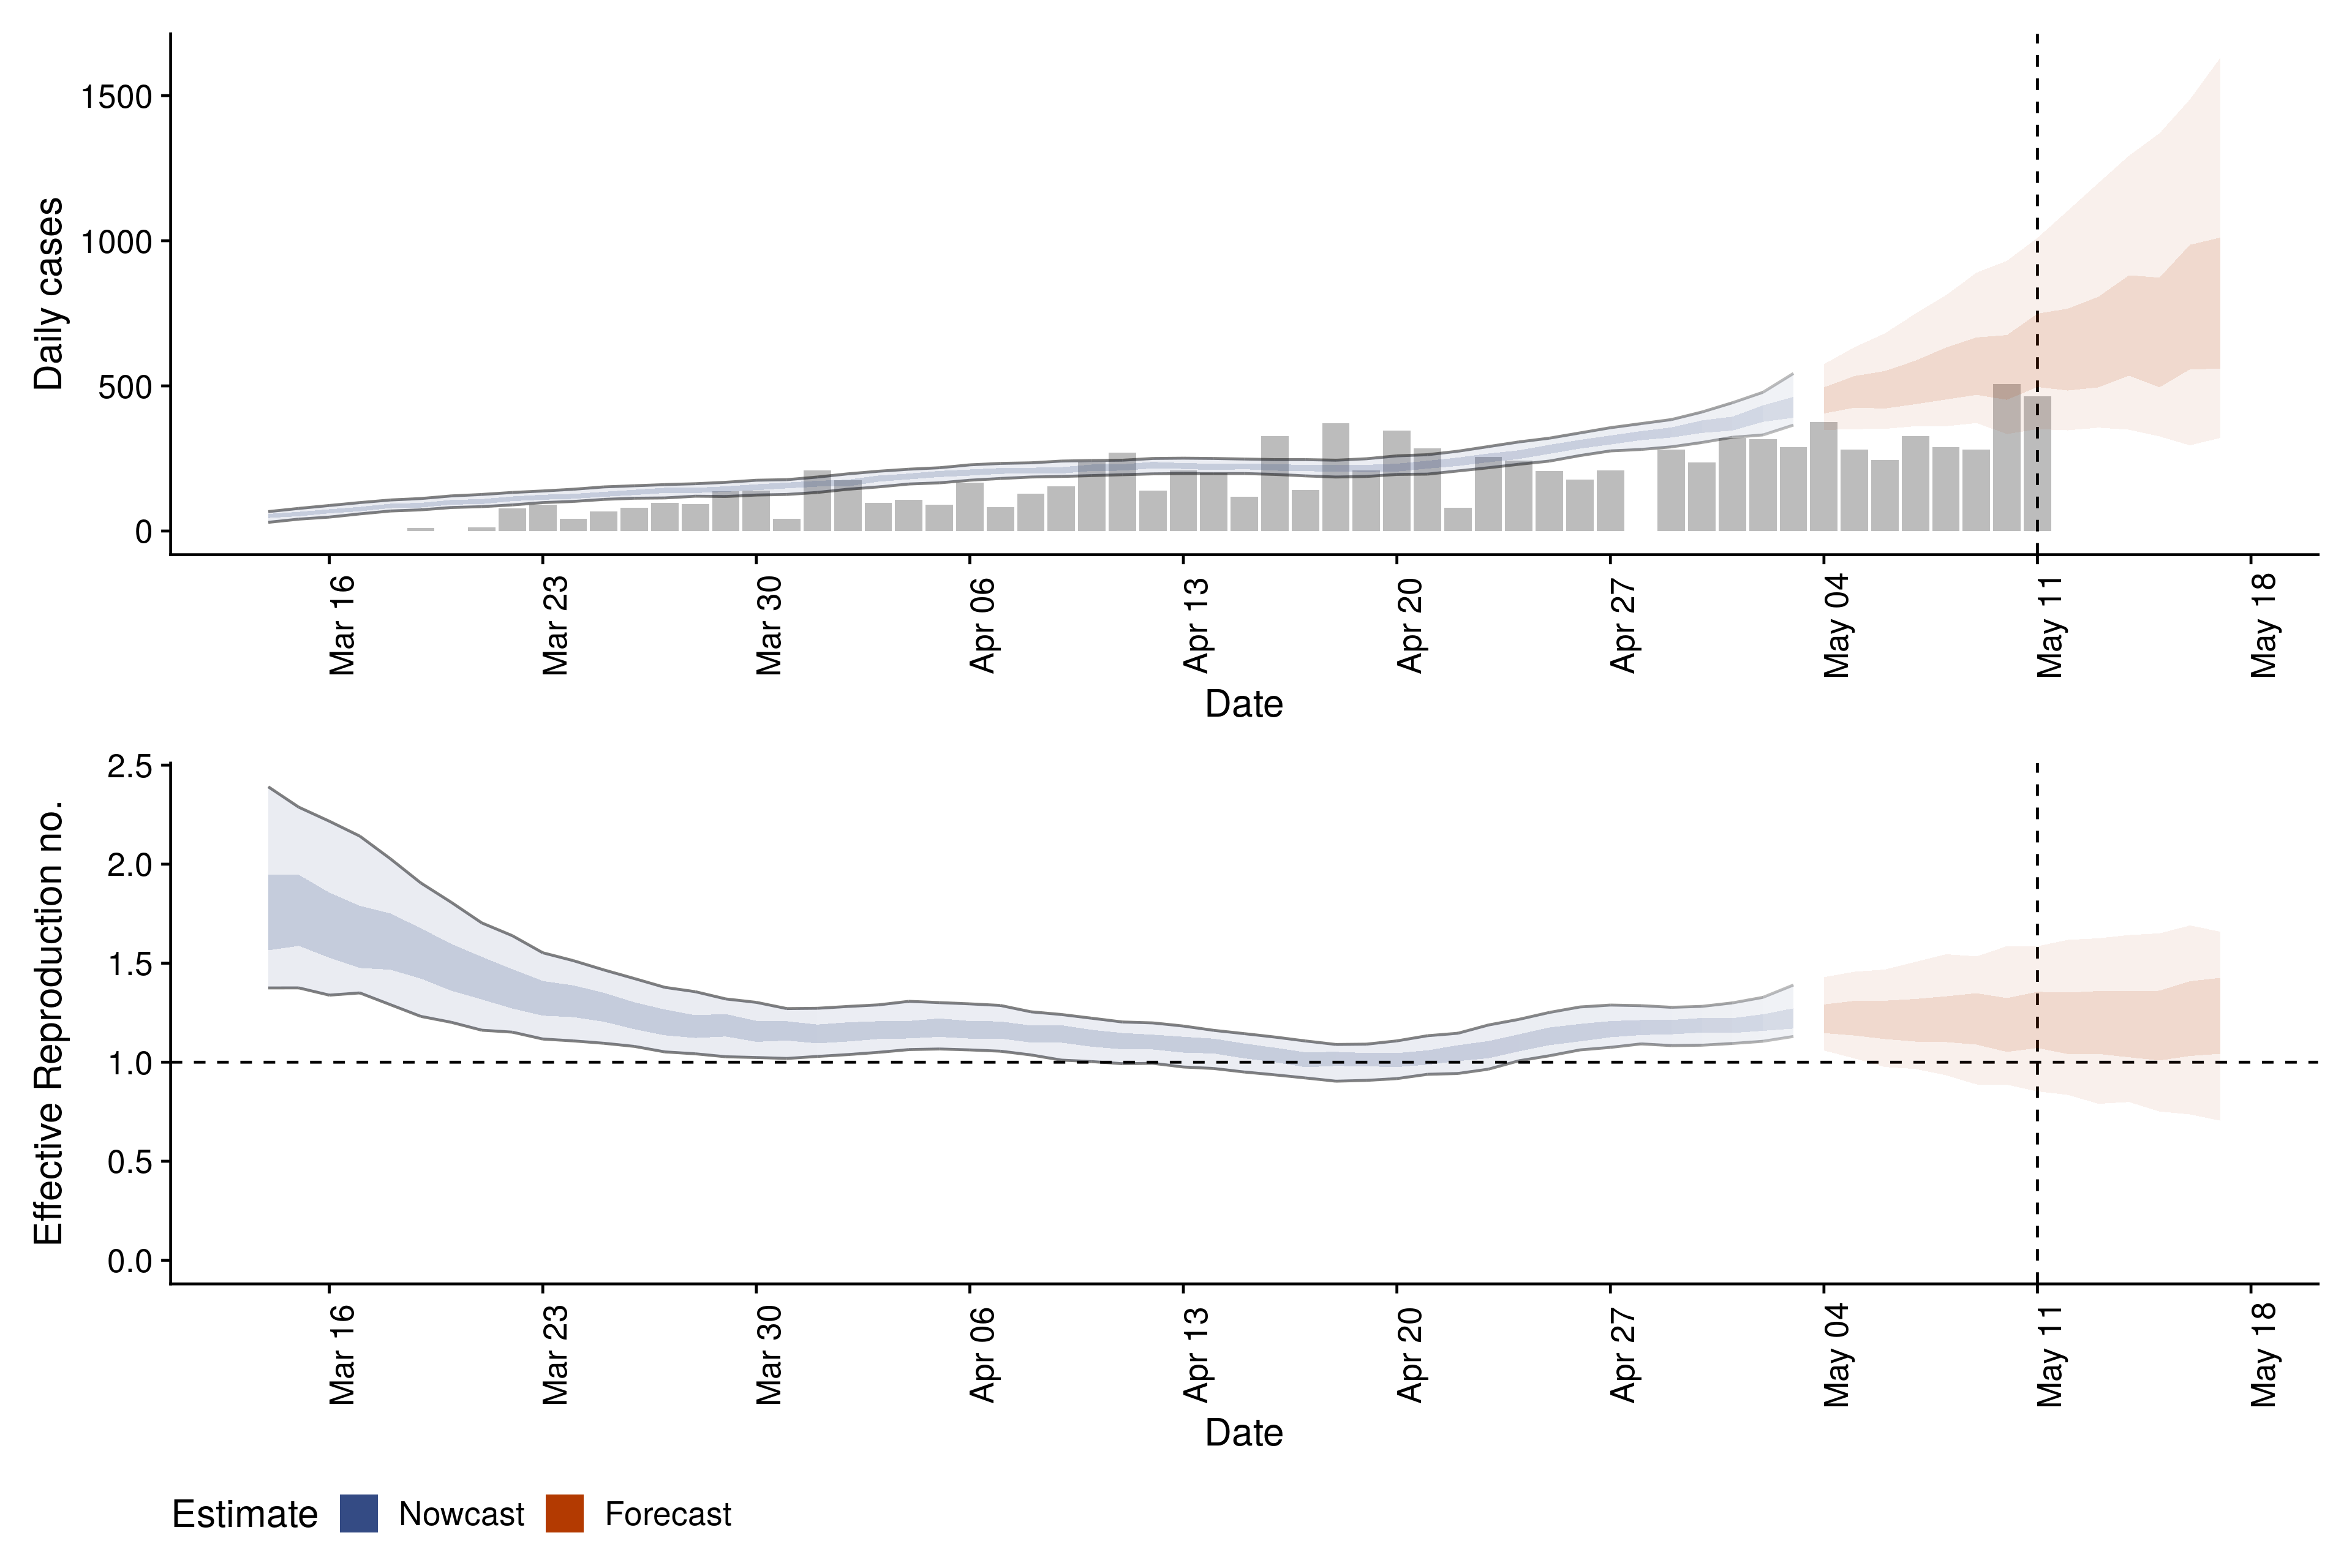 Daily cases
1500
1000
500
0
Mar 16
Mar 23
Mar 30
Apr 06
Apr 13
Apr 20
Apr 27
May 04
May 11
May 18
Date
Effective Reproduction no.
2.5
2.0
1.5
1.0
0.5
0.0
Mar 16
Mar 23
Mar 30
Apr 06
Apr 13
Apr 20
Apr 27
May 04
May 11
May 18
Date
Estimate Nowcast Forecast